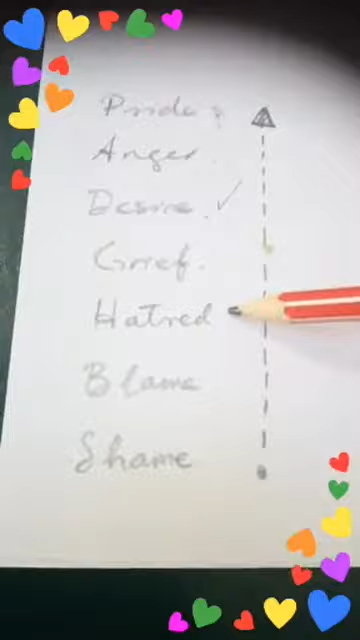 Pride
Anger.
Desire. ✓
Grief.
Hatred
Blame
Shame